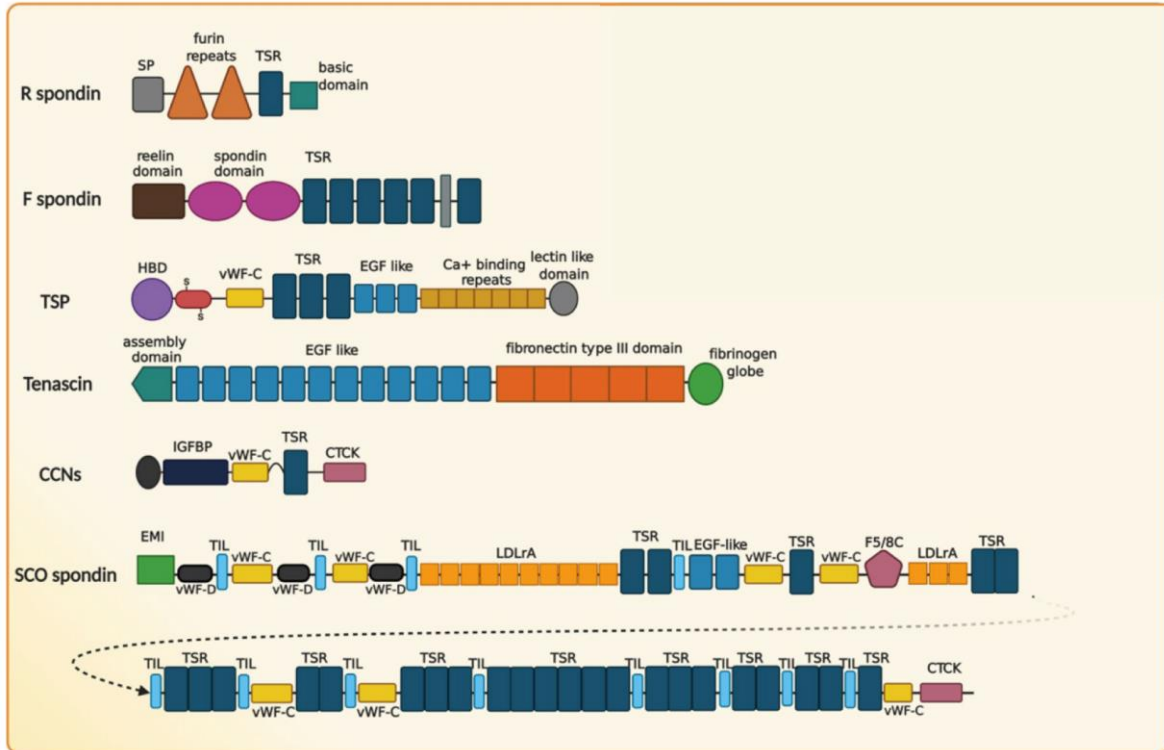 furin
repeats
SP
TSR
basic
domain
R spondin
reelin
domain
spondin
domain
TSR
F spondin
HBD
s
s
vWF-C
TSR
EGF like
Ca+ binding
repeats
lectin like
domain
TSP
assembly
domain
EGF like
fibronectin type III domain
fibrinogen
globe
Tenascin
IGFBP
vWF-C
TSR
CTCK
CCNs
EMI
TIL
vWF-C
TIL
vWF-C
TIL
LDLrA
TSR
TIL
EGF-like
vWF-C
TSR
vWF-C
F5/8C
LDLrA
TSR
SCO spondin
vWF-D
vWF-D
vWF-D
TIL
TSR
TIL
TSR
TIL
TSR
TIL
TSR
TIL
TSR
TIL
TSR
TIL
TSR
TIL
TSR
CTCK
vWF-C
vWF-C
vWF-C